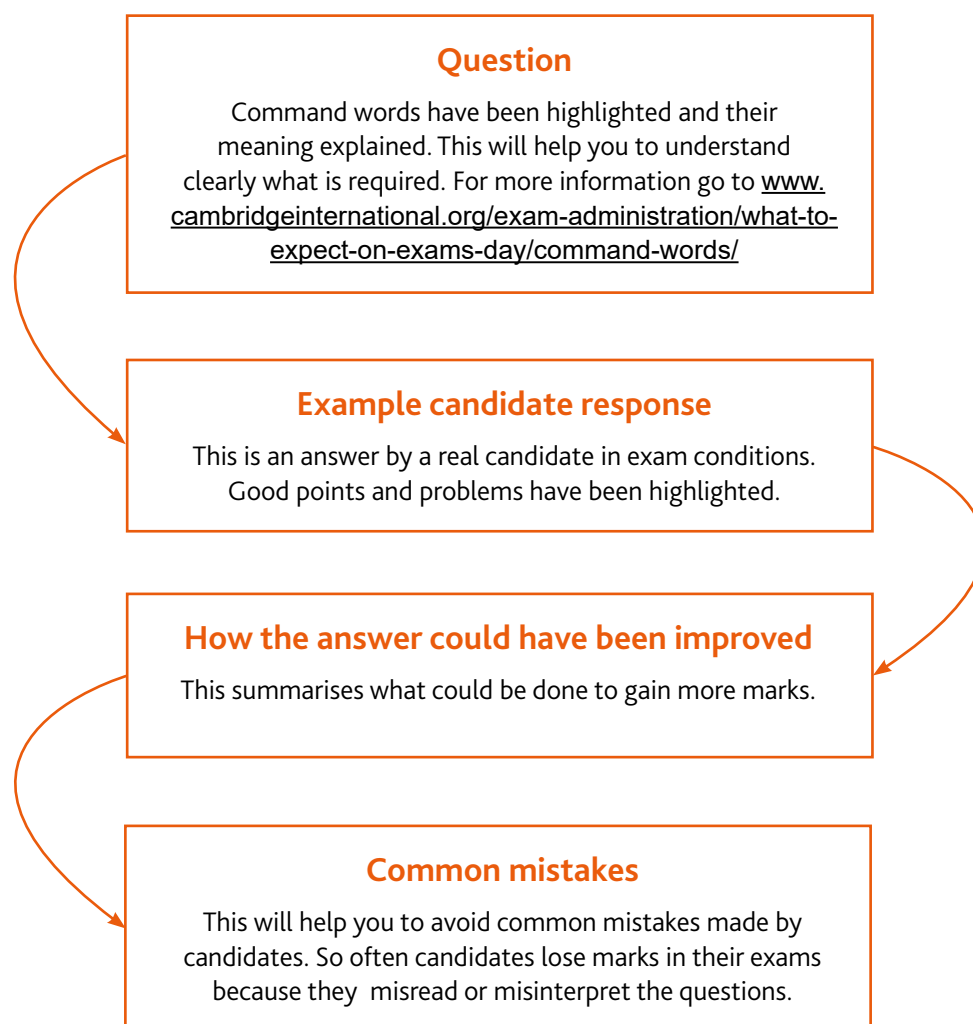 Question
Command words have been highlighted and their
meaning explained. This will help you to understand
clearly what is required. For more information go to www.
cambridgeinternational.org/exam-administration/what-to-
expect-on-exams-day/command-words/
Example candidate response
This is an answer by a real candidate in exam conditions.
Good points and problems have been highlighted.
How the answer could have been improved
This summarises what could be done to gain more marks.
Common mistakes
This will help you to avoid common mistakes made by
candidates. So often candidates lose marks in their exams
because they  misread or misinterpret the questions.